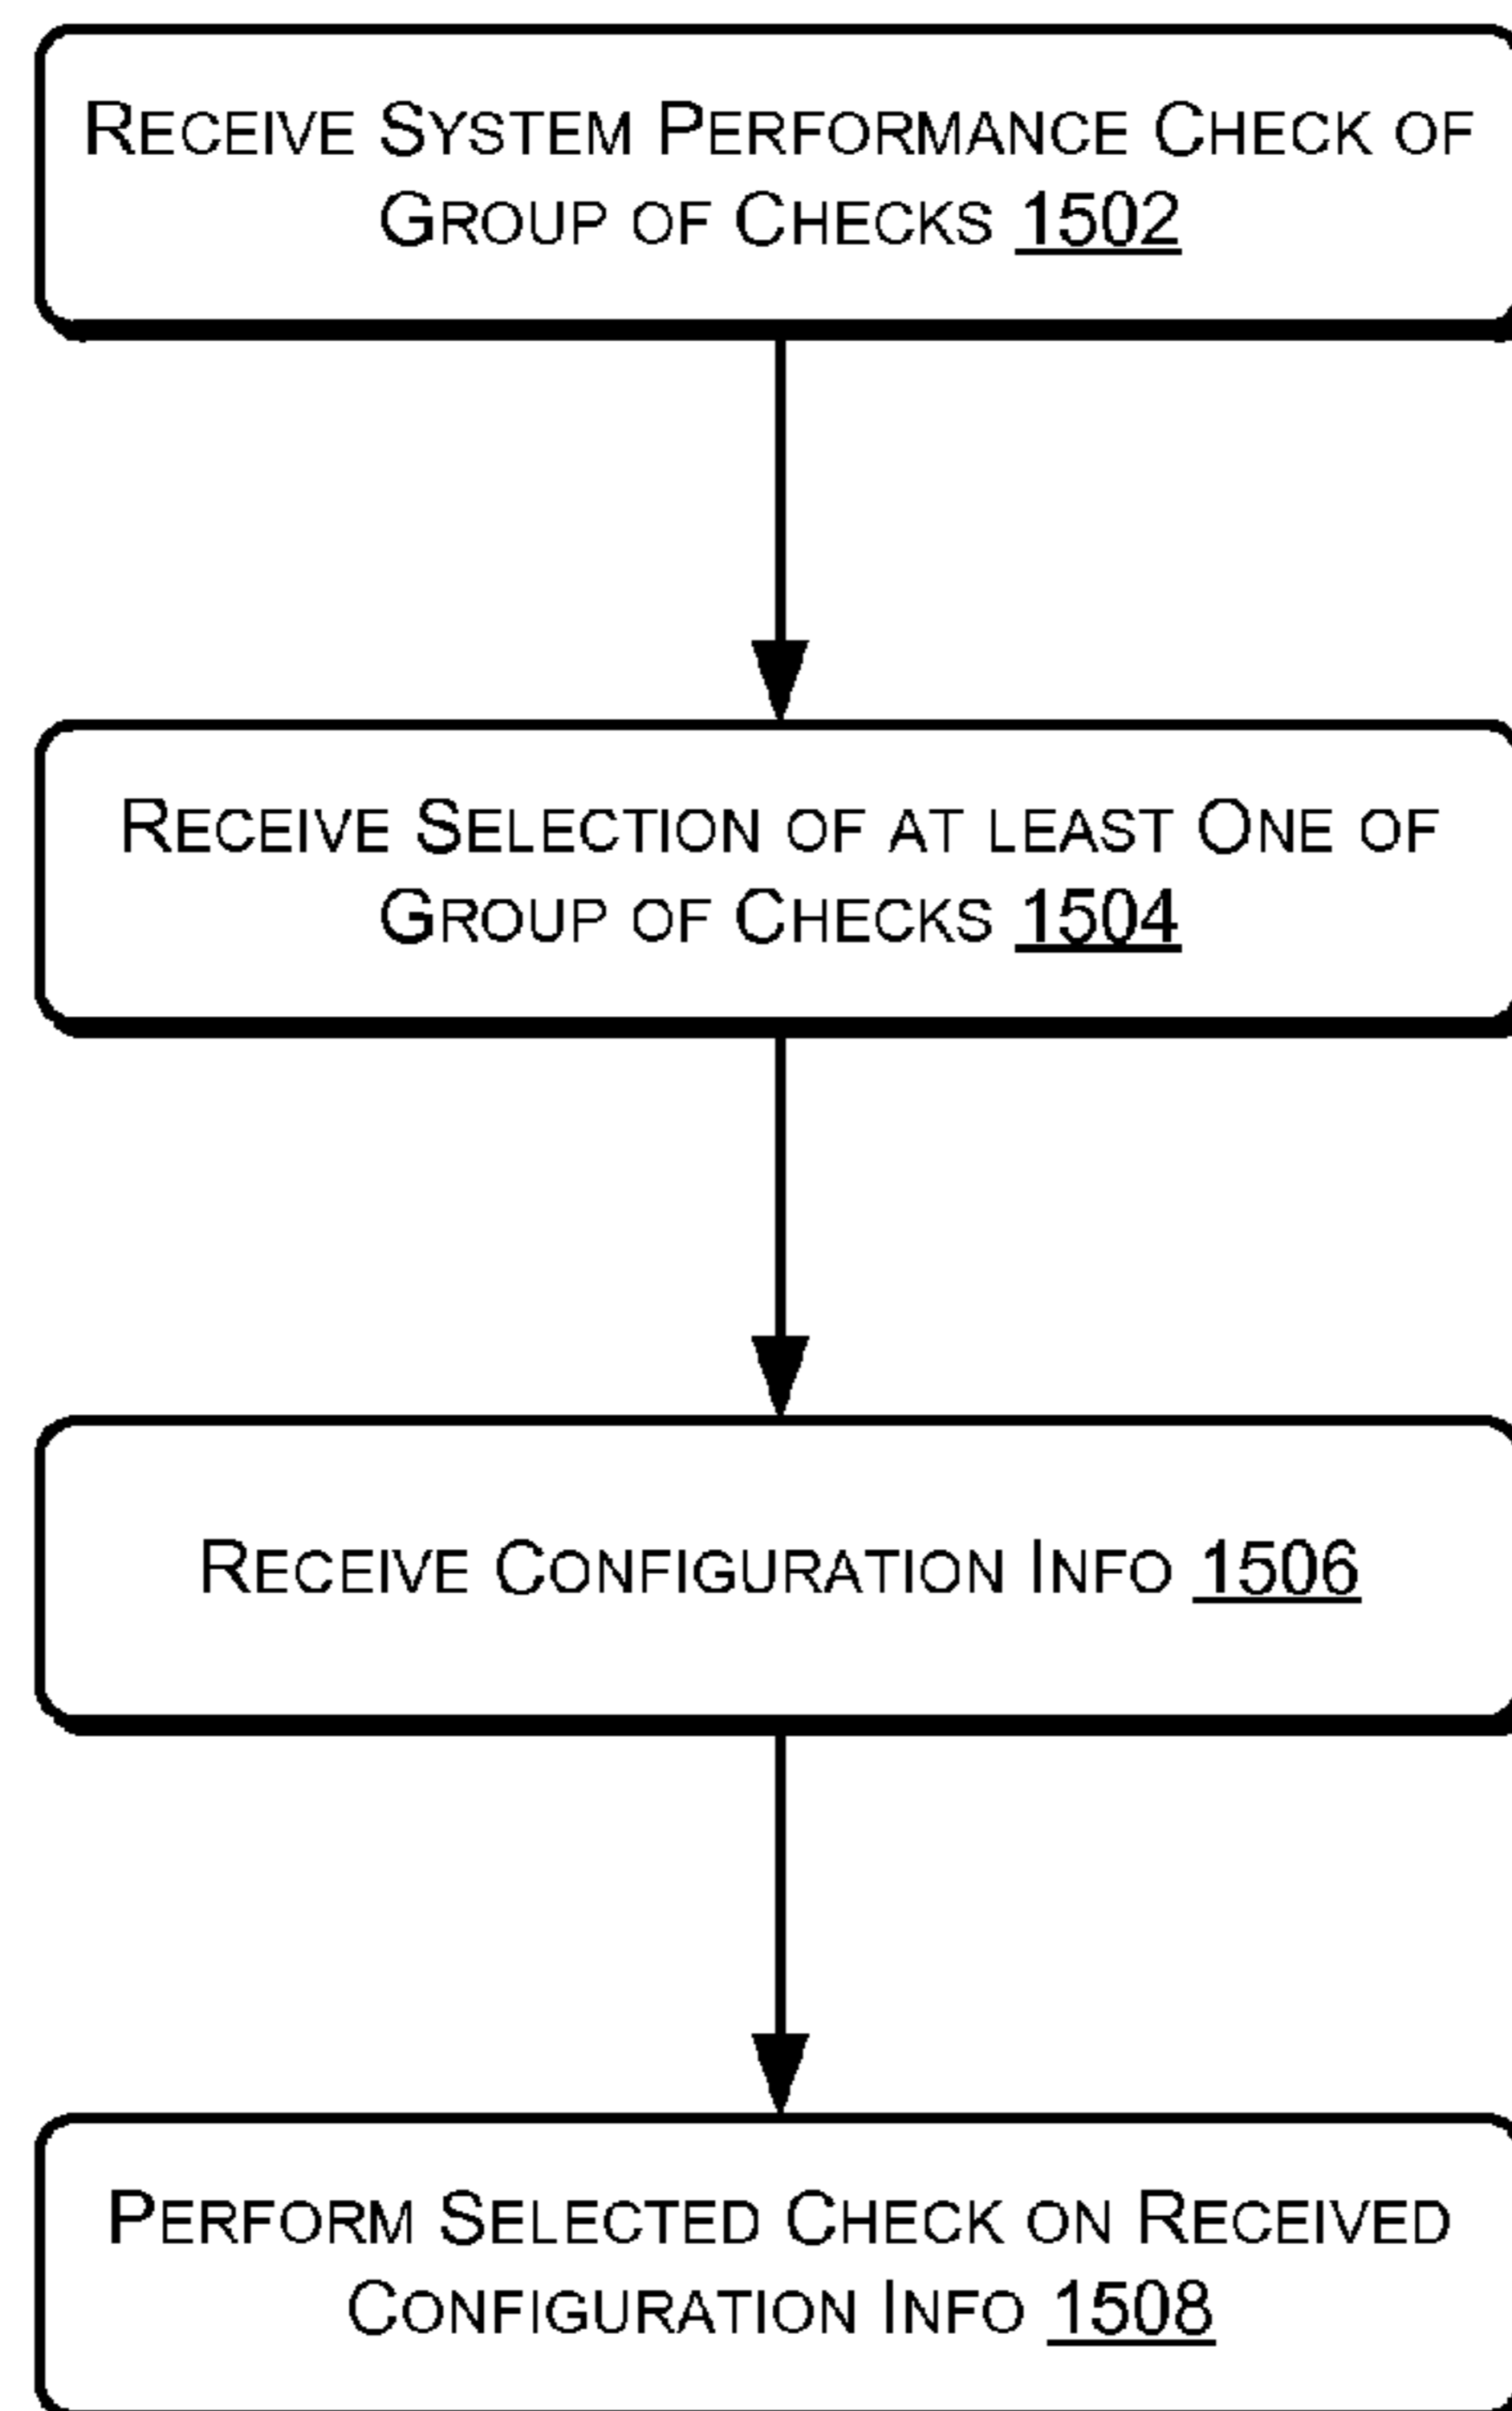 RECEIVE SYSTEM PERFORMANCE CHECK OF
GROUP OF CHECKS 1502
RECEIVE SELECTION OF AT LEAST ONE OF
GROUP OF CHECKS 1504
RECEIVE CONFIGURATION INFO 1506
PERFORM SELECTED CHECK ON RECEIVED
CONFIGURATION INFO 1508